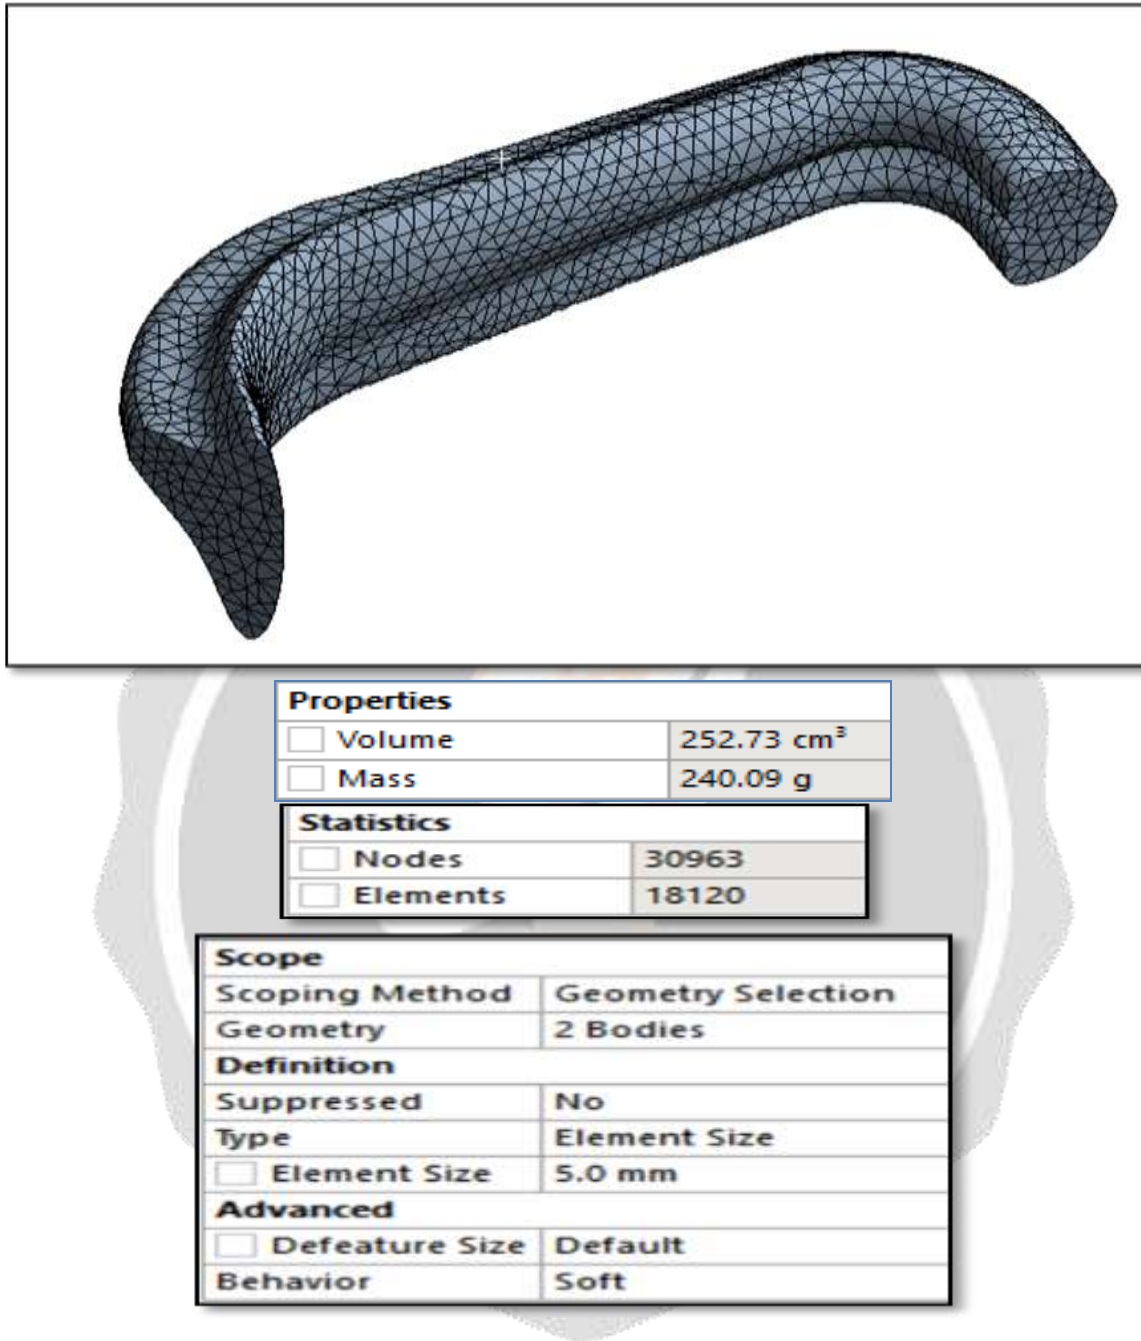 Properties
Volume 252.73 cm³
Mass 240.09 g
Statistics
Nodes 30963
Elements 18120
Scope
Scoping Method Geometry Selection
Geometry 2 Bodies
Definition
Suppressed No
Type Element Size
Element Size 5.0 mm
Advanced
Defeature Size Default
Behavior Soft